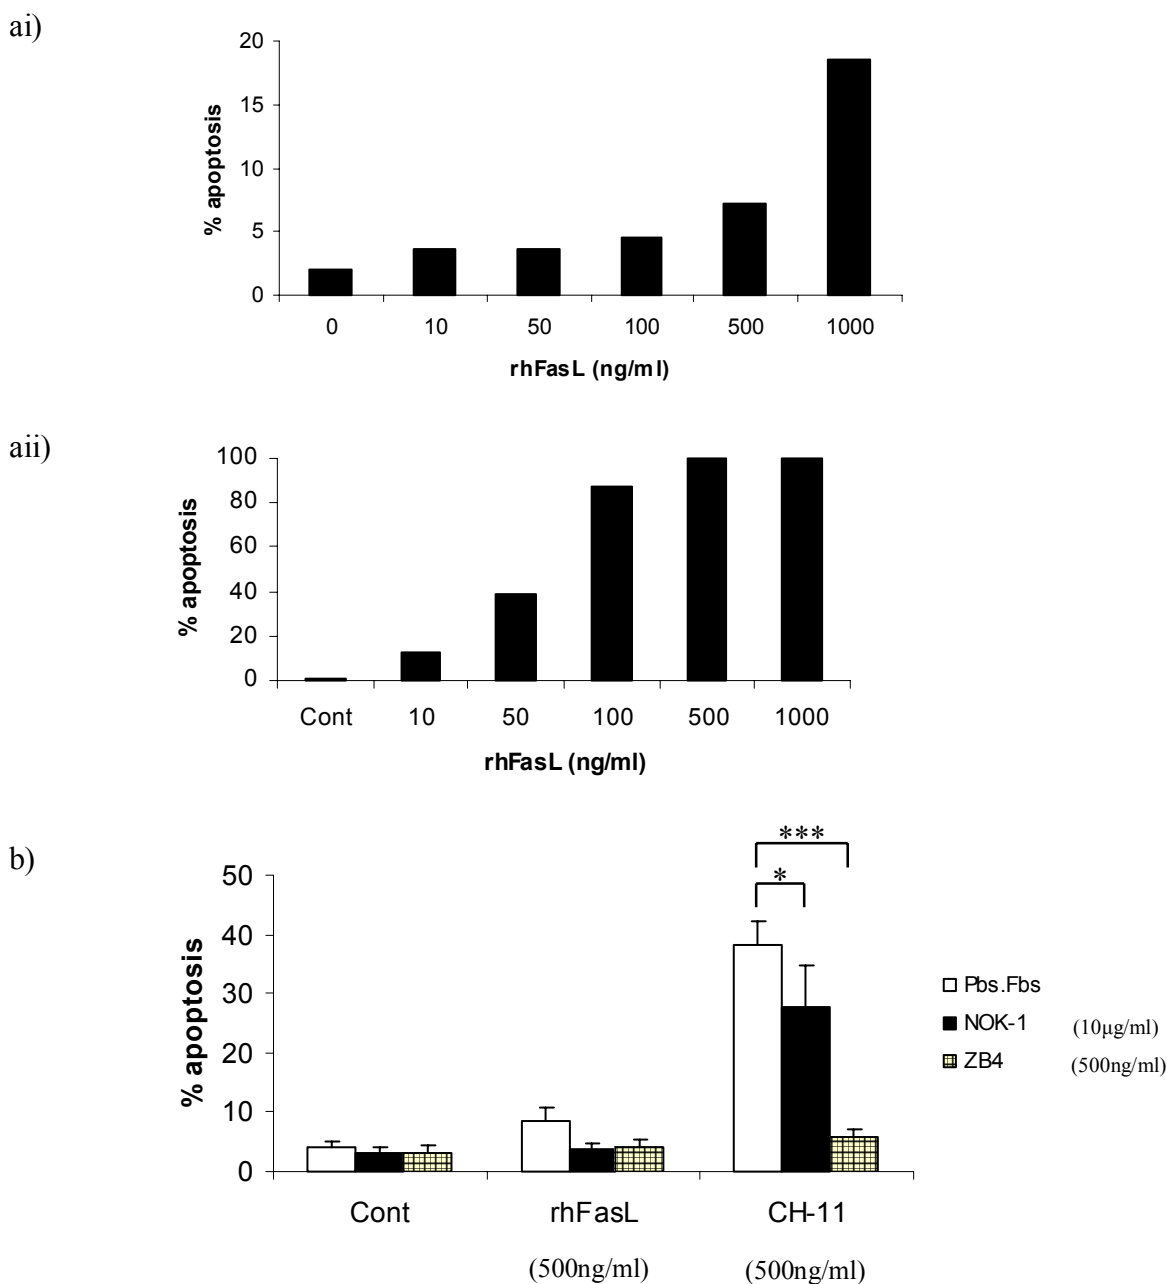 ai)
20
15
10
5
0
% apoptosis
0 10 50 100 500 1000
rhFasL (ng/ml)
aii)
100
80
60
40
20
0
% apoptosis
Cont 10 50 100 500 1000
rhFasL (ng/ml)
b)
50
40
30
20
10
0
% apoptosis
***
*
Pbs.Fbs
NOK-1 (10µg/ml)
ZB4 (500ng/ml)
Cont rhFasL CH-11
(500ng/ml) (500ng/ml)